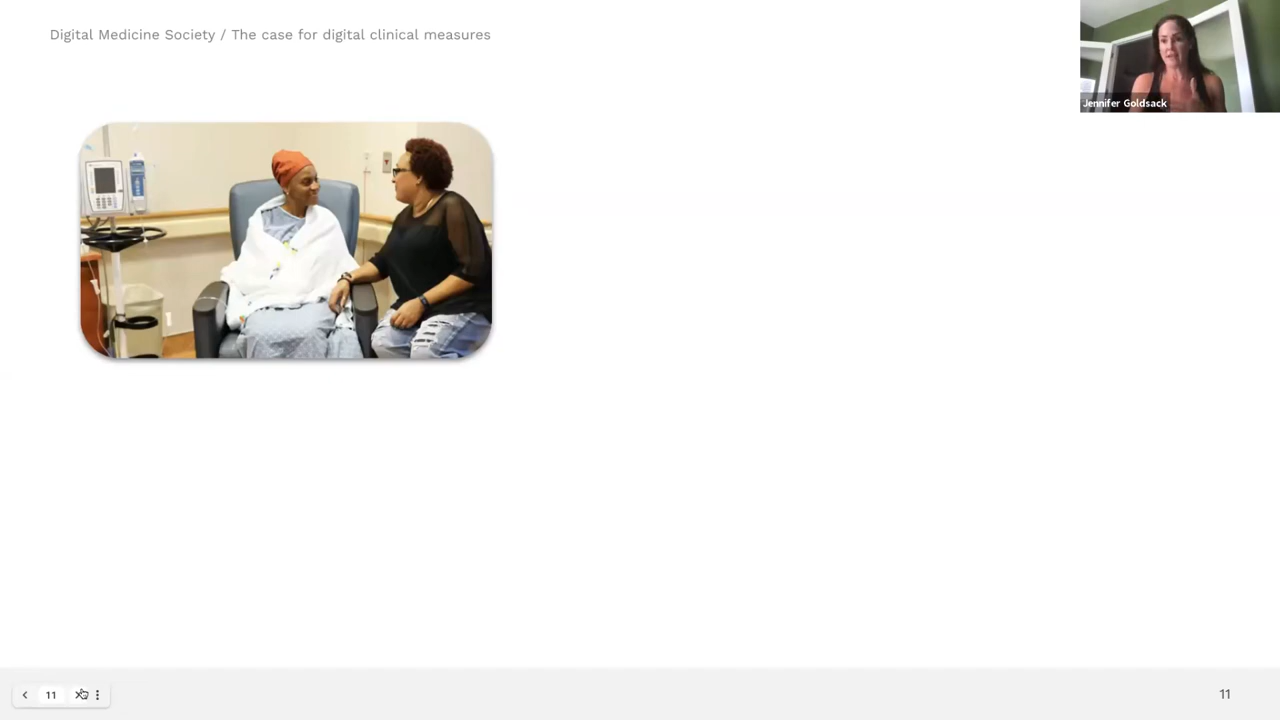 Digital Medicine Society / The case for digital clinical measures
Jennifer Goldsack
11
11